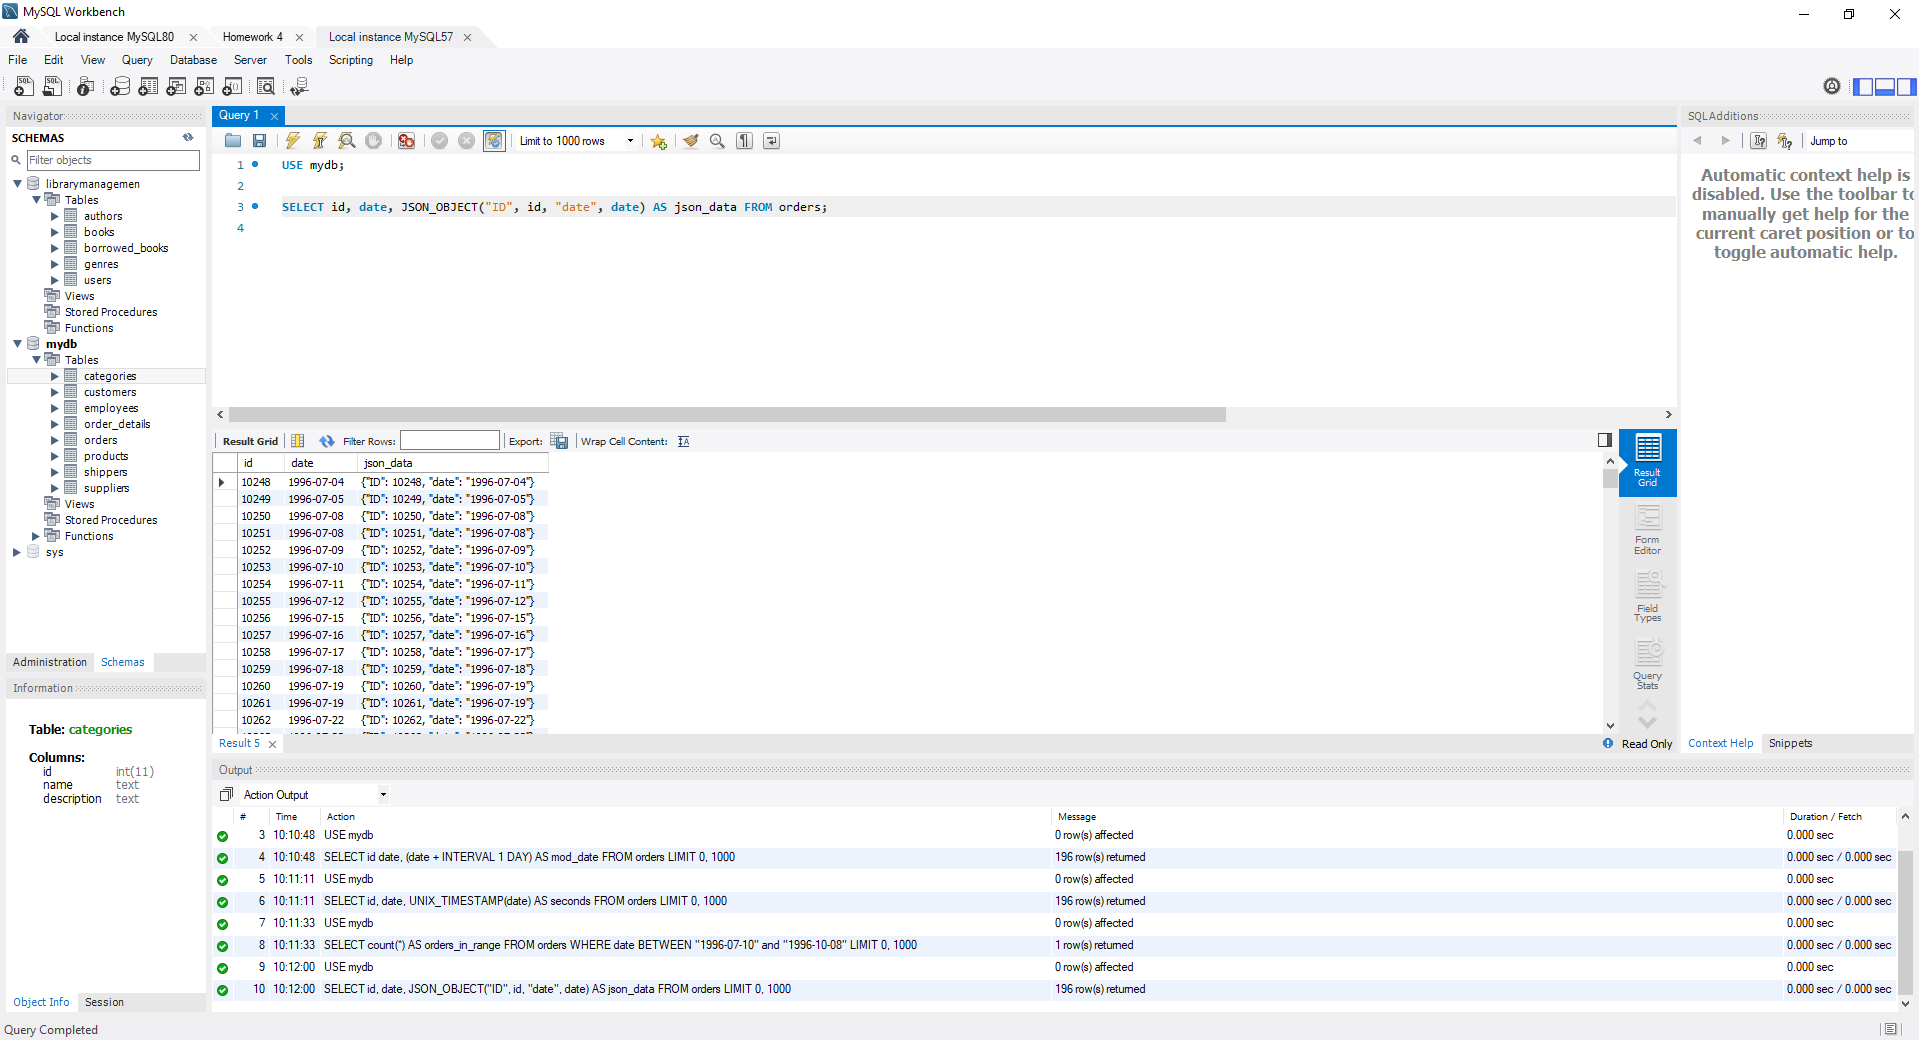 MySQL Workbench
Local instance MySQL80
Homework 4
Local instance MySQL57
File Edit View Query Database Server Tools Scripting Help
Navigator
SCHEMAS
Filter objects
librarymanagemen
Tables
authors
books
borrowed_books
genres
users
Views
Stored Procedures
Functions
mydb
Tables
categories
customers
employees
order_details
orders
products
shippers
suppliers
Views
Stored Procedures
Functions
sys
Administration Schemas
Information
Table: categories
Columns:
id int(11)
name text
description text
Object Info Session
Query 1
Limit to 1000 rows
1 USE mydb;
2
3 SELECT id, date, JSON_OBJECT("ID", id, "date", date) AS json_data FROM orders;
4
Result Grid Filter Rows: Export: Wrap Cell Content:
id date json_data
10248 1996-07-04 {"ID": 10248, "date": "1996-07-04"}
10249 1996-07-05 {"ID": 10249, "date": "1996-07-05"}
10250 1996-07-08 {"ID": 10250, "date": "1996-07-08"}
10251 1996-07-08 {"ID": 10251, "date": "1996-07-08"}
10252 1996-07-09 {"ID": 10252, "date": "1996-07-09"}
10253 1996-07-10 {"ID": 10253, "date": "1996-07-10"}
10254 1996-07-11 {"ID": 10254, "date": "1996-07-11"}
10255 1996-07-12 {"ID": 10255, "date": "1996-07-12"}
10256 1996-07-15 {"ID": 10256, "date": "1996-07-15"}
10257 1996-07-16 {"ID": 10257, "date": "1996-07-16"}
10258 1996-07-17 {"ID": 10258, "date": "1996-07-17"}
10259 1996-07-18 {"ID": 10259, "date": "1996-07-18"}
10260 1996-07-19 {"ID": 10260, "date": "1996-07-19"}
10261 1996-07-19 {"ID": 10261, "date": "1996-07-19"}
10262 1996-07-22 {"ID": 10262, "date": "1996-07-22"}
Result
Grid
Form
Editor
Field
Types
Query
Stats
Result 5
Read Only
SQLAdditions
Jump to
Automatic context help is
disabled. Use the toolbar to
manually get help for the
current caret position or to
toggle automatic help.
Context Help Snippets
Output
Action Output
# Time Action Message Duration / Fetch
3 10:10:48 USE mydb 0 row(s) affected 0.000 sec
4 10:10:48 SELECT id date, (date + INTERVAL 1 DAY) AS mod_date FROM orders LIMIT 0, 1000 196 row(s) returned 0.000 sec / 0.000 sec
5 10:11:11 USE mydb 0 row(s) affected 0.000 sec
6 10:11:11 SELECT id, date, UNIX_TIMESTAMP(date) AS seconds FROM orders LIMIT 0, 1000 196 row(s) returned 0.000 sec / 0.000 sec
7 10:11:33 USE mydb 0 row(s) affected 0.000 sec
8 10:11:33 SELECT count(*) AS orders_in_range FROM orders WHERE date BETWEEN "1996-07-10" and "1996-10-08" LIMIT 0, 1000 1 row(s) returned 0.000 sec / 0.000 sec
9 10:12:00 USE mydb 0 row(s) affected 0.000 sec
10 10:12:00 SELECT id, date, JSON_OBJECT("ID", id, "date", date) AS json_data FROM orders LIMIT 0, 1000 196 row(s) returned 0.000 sec / 0.000 sec
Query Completed